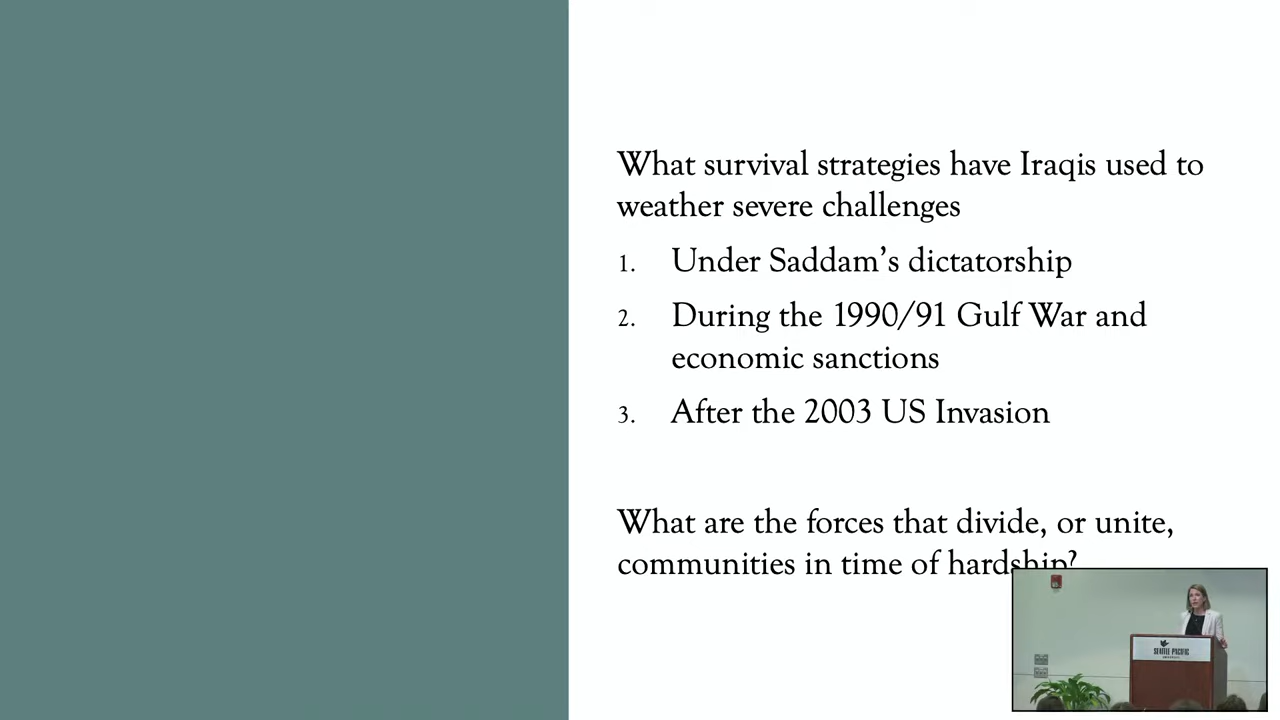 What survival strategies have Iraqis used to
weather severe challenges
1. Under Saddam’s dictatorship
2. During the 1990/91 Gulf War and
economic sanctions
3. After the 2003 US Invasion
What are the forces that divide, or unite,
communities in time of hardship?
SEATTLE PACIFIC